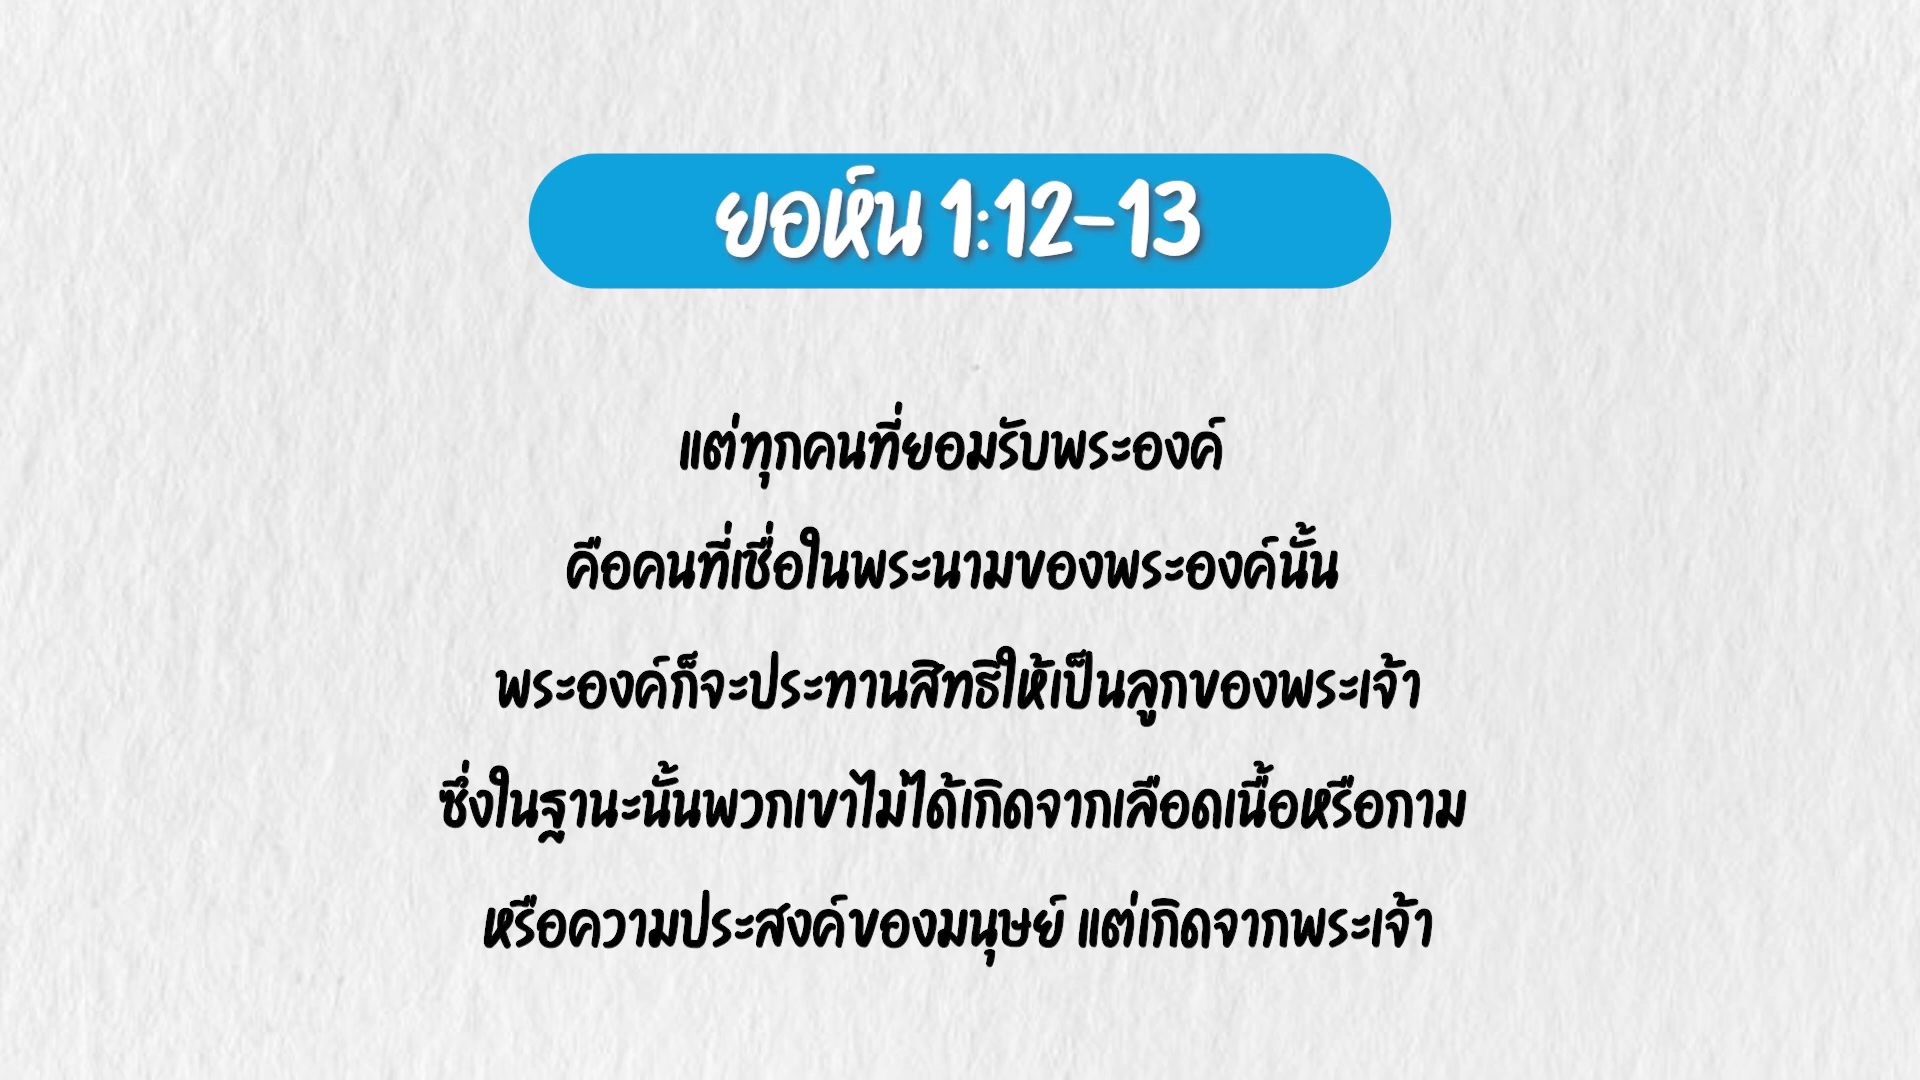 ยอห์น 1:12-13
แต่ทุกคนที่ยอมรับพระองค์
คือคนที่เชื่อในพระนามของพระองค์นั้น
พระองค์ก็จะประทานสิทธิให้เป็นลูกของพระเจ้า
ซึ่งในฐานะนั้นพวกเขาไม่ได้เกิดจากเลือดเนื้อหรือกาม
หรือความประสงค์ของมนุษย์ แต่เกิดจากพระเจ้า